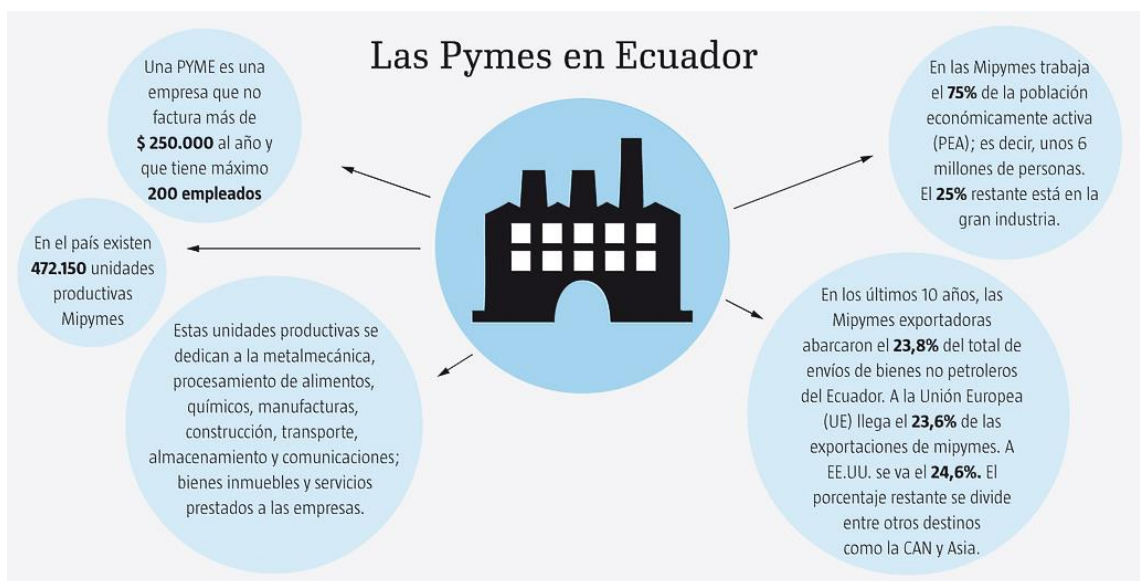 Las Pymes en Ecuador
Una PYME es una
empresa que no
factura más de
$ 250.000 al año y
que tiene máximo
200 empleados
En el país existen
472.150 unidades
productivas
Mipymes
Estas unidades productivas se
dedican a la metalmecánica,
procesamiento de alimentos,
químicos, manufacturas,
construcción, transporte,
almacenamiento y comunicaciones;
bienes inmuebles y servicios
prestados a las empresas.
En las Mipymes trabaja
el 75% de la población
económicamente activa
(PEA); es decir, unos 6
millones de personas.
El 25% restante está en la
gran industria.
En los últimos 10 años, las
Mipymes exportadoras
abarcaron el 23,8% del total de
envíos de bienes no petroleros
del Ecuador. A la Unión Europea
(UE) llega el 23,6% de las
exportaciones de mipymes. A
EE.UU. se va el 24,6%. El
porcentaje restante se divide
entre otros destinos
como la CAN y Asia.